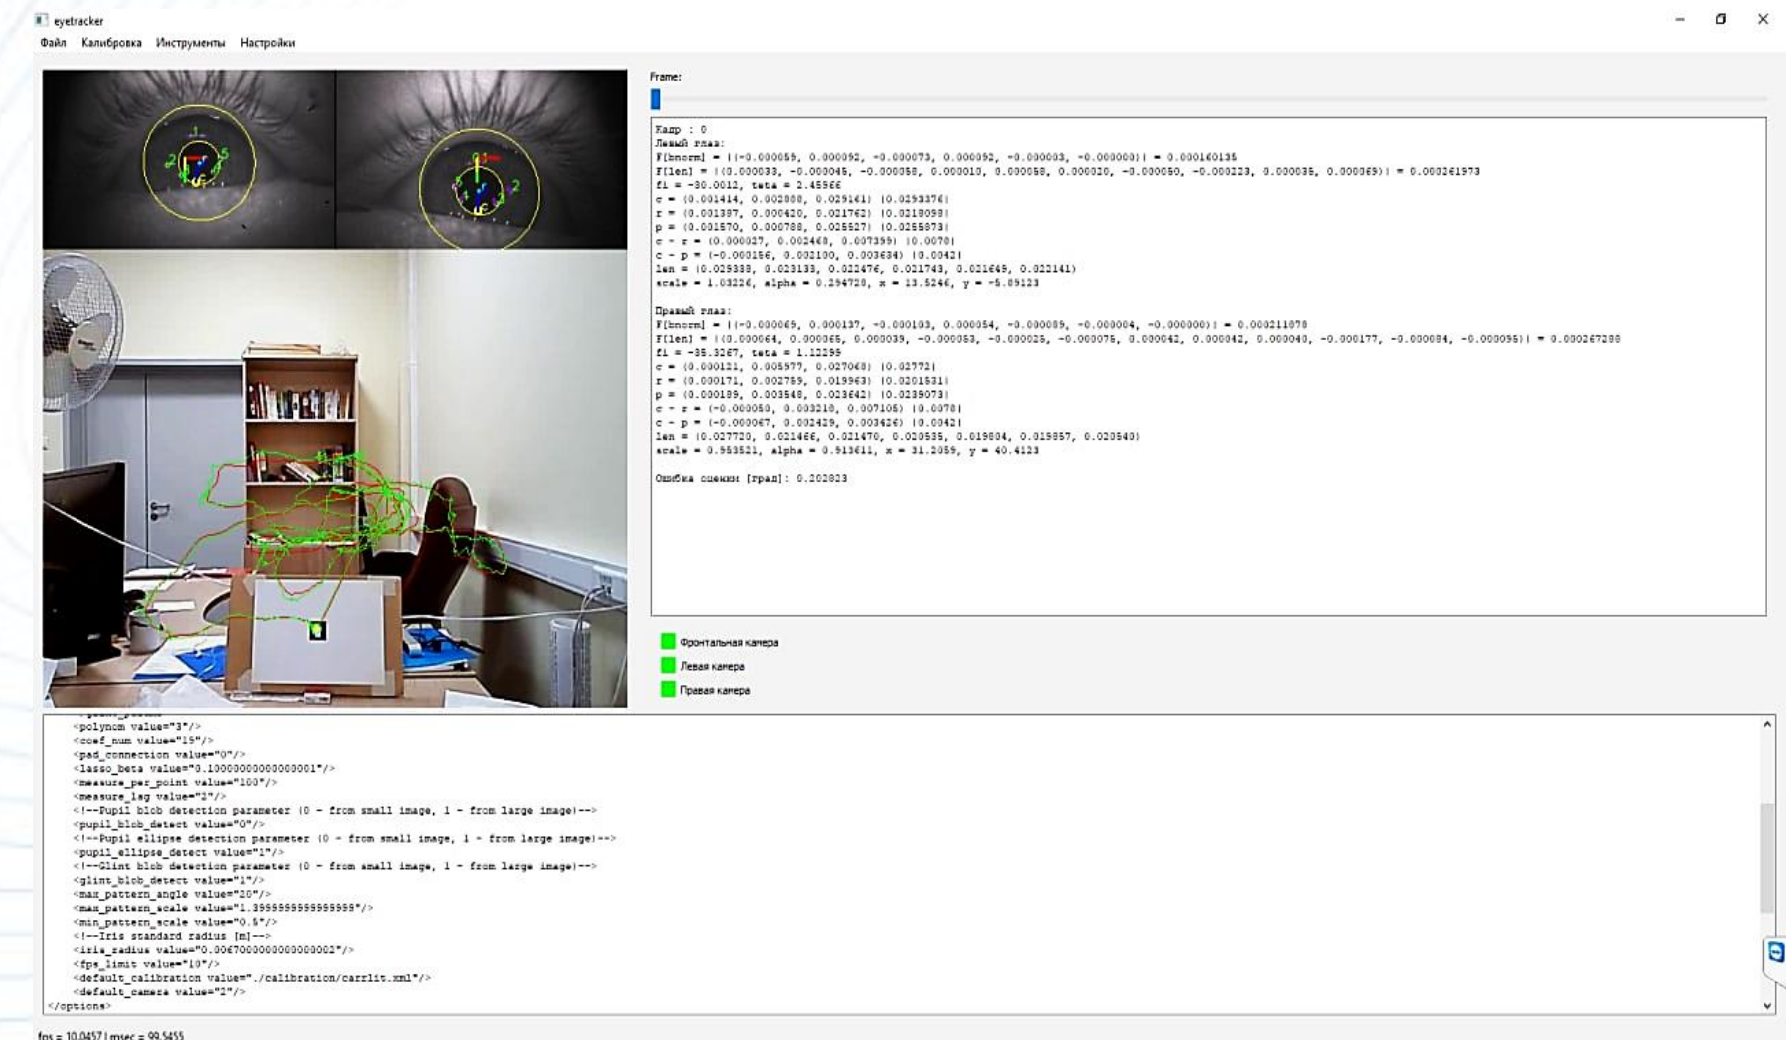 eyetracker
Файл Калибровка Инструменты Настройки
Frame:
Кадр : 0
Левый глаз:
F[bnorm] = |(-0.000059, 0.000092, -0.000073, 0.000092, -0.000003, -0.000000)| = 0.000160135
F[len] = |(0.000033, -0.000045, -0.000058, 0.000010, 0.000058, 0.000020, -0.000050, -0.000223, 0.000035, 0.000069)| = 0.000261973
fi = -30.0012, teta = 2.45966
c = (0.001414, 0.002888, 0.029161) |0.0293376|
r = (0.001387, 0.000420, 0.021762) |0.0218098|
p = (0.001570, 0.000788, 0.025527) |0.0255873|
c - r = (0.000027, 0.002468, 0.007399) |0.0078|
c - p = (-0.000156, 0.002100, 0.003634) |0.0042|
len = (0.029338, 0.023133, 0.022476, 0.021743, 0.021649, 0.022141)
scale = 1.03226, alpha = 0.294728, x = 13.5246, y = -5.89123
Правый глаз:
F[bnorm] = |(-0.000069, 0.000137, -0.000103, 0.000054, -0.000089, -0.000004, -0.000000)| = 0.000211878
F[len] = |(0.000064, 0.000065, 0.000039, -0.000053, -0.000025, -0.000075, 0.000042, 0.000042, 0.000040, -0.000177, -0.000084, -0.000095)| = 0.000267288
fi = -35.3267, teta = 1.12299
c = (0.000121, 0.005977, 0.027068) |0.02772|
r = (0.000171, 0.002759, 0.019963) |0.0201531|
p = (0.000189, 0.003548, 0.023642) |0.0239073|
c - r = (-0.000050, 0.003218, 0.007105) |0.0078|
c - p = (-0.000067, 0.002429, 0.003426) |0.0042|
len = (0.027720, 0.021466, 0.021470, 0.020535, 0.019804, 0.019857, 0.020540)
scale = 0.953521, alpha = 0.913611, x = 31.2059, y = 40.4123
Ошибка оценки [град]: 0.202823
Фронтальная камера
Левая камера
Правая камера
<polynom value="3"/>
<coef_num value="15"/>
<pad_connection value="0"/>
<lasso_beta value="0.10000000000000001"/>
<measure_per_point value="100"/>
<measure_lag value="2"/>
<!--Pupil blob detection parameter (0 - from small image, 1 - from large image)-->
<pupil_blob_detect value="0"/>
<!--Pupil ellipse detection parameter (0 - from small image, 1 - from large image)-->
<pupil_ellipse_detect value="1"/>
<!--Glint blob detection parameter (0 - from small image, 1 - from large image)-->
<glint_blob_detect value="1"/>
<max_pattern_angle value="20"/>
<max_pattern_scale value="1.3999999999999999"/>
<min_pattern_scale value="0.5"/>
<!--Iris standard radius [m]-->
<iris_radius value="0.0067000000000000002"/>
<fps_limit value="10"/>
<default_calibration value="./calibration/carrlit.xml"/>
<default_camera value="2"/>
</options>
fps = 10.0457 | msec = 99.5455